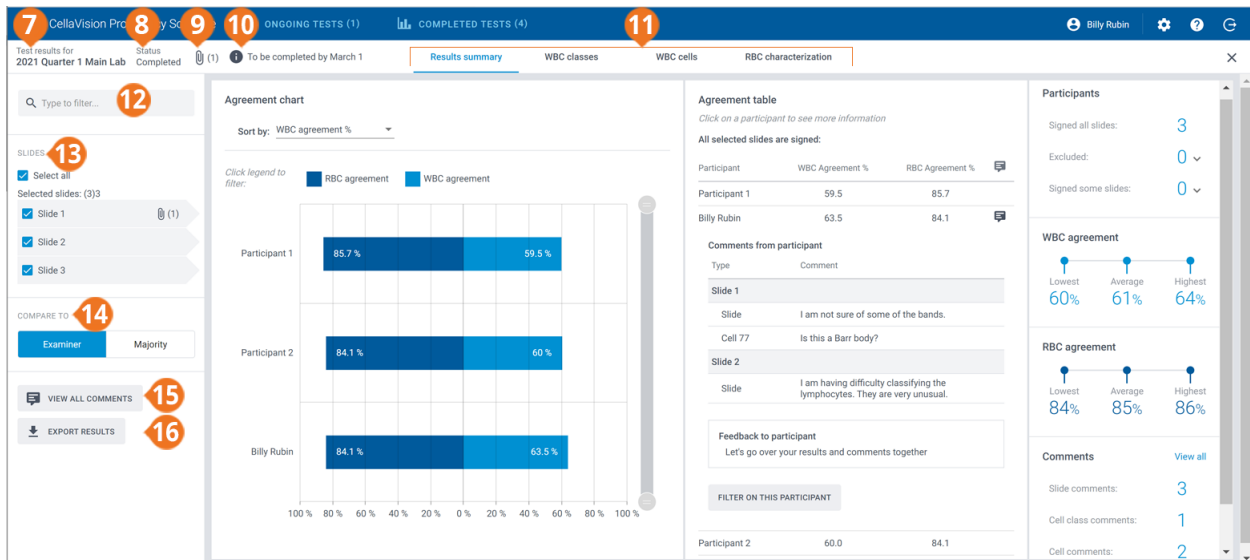 7
8
9
10
11
CellaVision Pro
y So
ONGOING TESTS (1)
COMPLETED TESTS (4)
Billy Rubin
Test results for
2021 Quarter 1 Main Lab
Status
Completed
(1)
To be completed by March 1
Results summary
WBC classes
WBC cells
RBC characterization
Type to filter...
12
SLIDES
13
Select all
Selected slides: (3)3
Slide 1
(1)
Slide 2
Slide 3
COMPARE TO
14
Examiner
Majority
VIEW ALL COMMENTS
15
EXPORT RESULTS
16
Agreement chart
Sort by: WBC agreement %
Click legend to
filter:
RBC agreement
WBC agreement
Participant 1
85.7 %
59.5 %
Participant 2
84.1 %
60 %
Billy Rubin
84.1 %
63.5 %
100 % 80 % 60 % 40 % 20 % 0 % 20 % 40 % 60 % 80 % 100 %
Agreement table
Click on a participant to see more information
All selected slides are signed:
Participant WBC Agreement % RBC Agreement %
Participant 1 59.5 85.7
Billy Rubin 63.5 84.1
Comments from participant
Type Comment
Slide 1
Slide I am not sure of some of the bands.
Cell 77 Is this a Barr body?
Slide 2
Slide I am having difficulty classifying the
lymphocytes. They are very unusual.
Feedback to participant
Let's go over your results and comments together
FILTER ON THIS PARTICIPANT
Participant 2 60.0 84.1
Participants
Signed all slides: 3
Excluded: 0
Signed some slides: 0
WBC agreement
Lowest Average Highest
60% 61% 64%
RBC agreement
Lowest Average Highest
84% 85% 86%
Comments View all
Slide comments: 3
Cell class comments: 1
Cell comments: 2